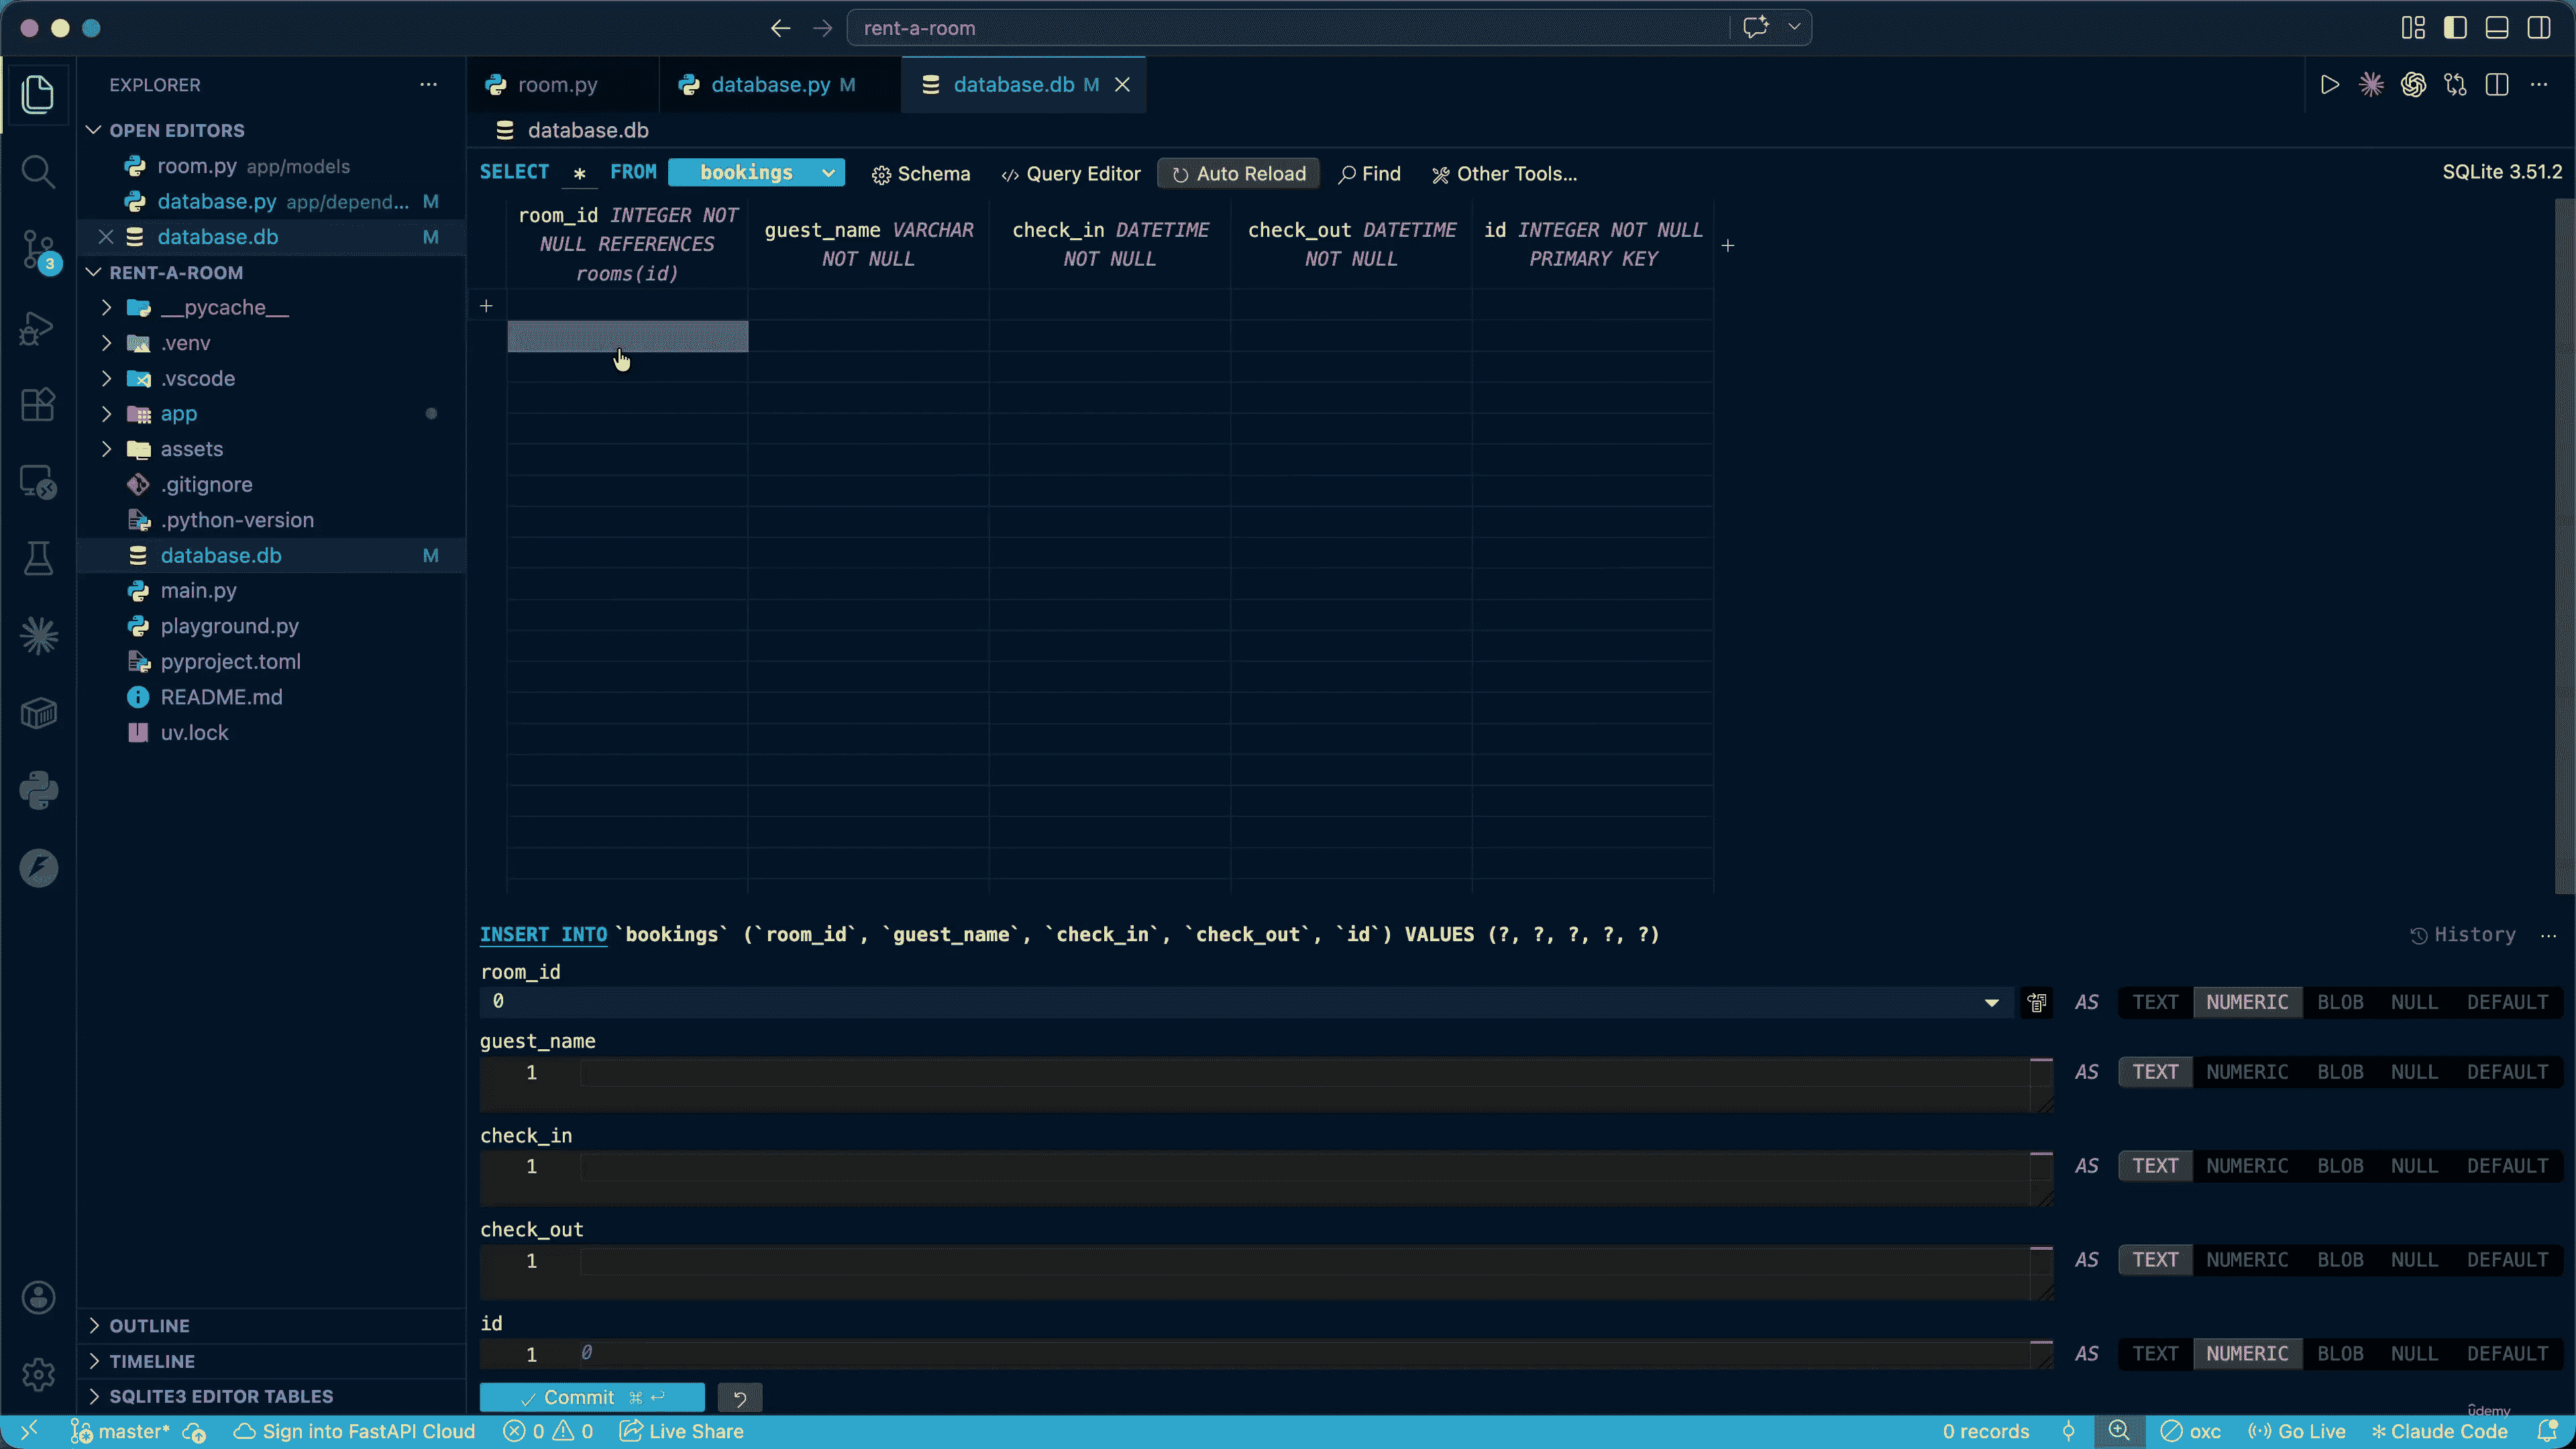 rent-a-room
EXPLORER
OPEN EDITORS
room.py app/models
database.py app/depend... M
database.db M
RENT-A-ROOM
__pycache__
.venv
.vscode
app
assets
.gitignore
.python-version
database.db M
main.py
playground.py
pyproject.toml
README.md
uv.lock
OUTLINE
TIMELINE
SQLITE3 EDITOR TABLES
3
room.py
database.py M
database.db M
database.db
SELECT * FROM bookings
Schema
Query Editor
Auto Reload
Find
Other Tools...
SQLite 3.51.2
room_id INTEGER NOT
NULL REFERENCES
rooms(id)
guest_name VARCHAR
NOT NULL
check_in DATETIME
NOT NULL
check_out DATETIME
NOT NULL
id INTEGER NOT NULL
PRIMARY KEY
INSERT INTO `bookings` (`room_id`, `guest_name`, `check_in`, `check_out`, `id`) VALUES (?, ?, ?, ?, ?)
History
room_id
0
AS TEXT NUMERIC BLOB NULL DEFAULT
guest_name
1
AS TEXT NUMERIC BLOB NULL DEFAULT
check_in
1
AS TEXT NUMERIC BLOB NULL DEFAULT
check_out
1
AS TEXT NUMERIC BLOB NULL DEFAULT
id
1 0
AS TEXT NUMERIC BLOB NULL DEFAULT
Commit ⌘
udemy
master* Sign into FastAPI Cloud 0 0 Live Share
0 records oxc Go Live Claude Code